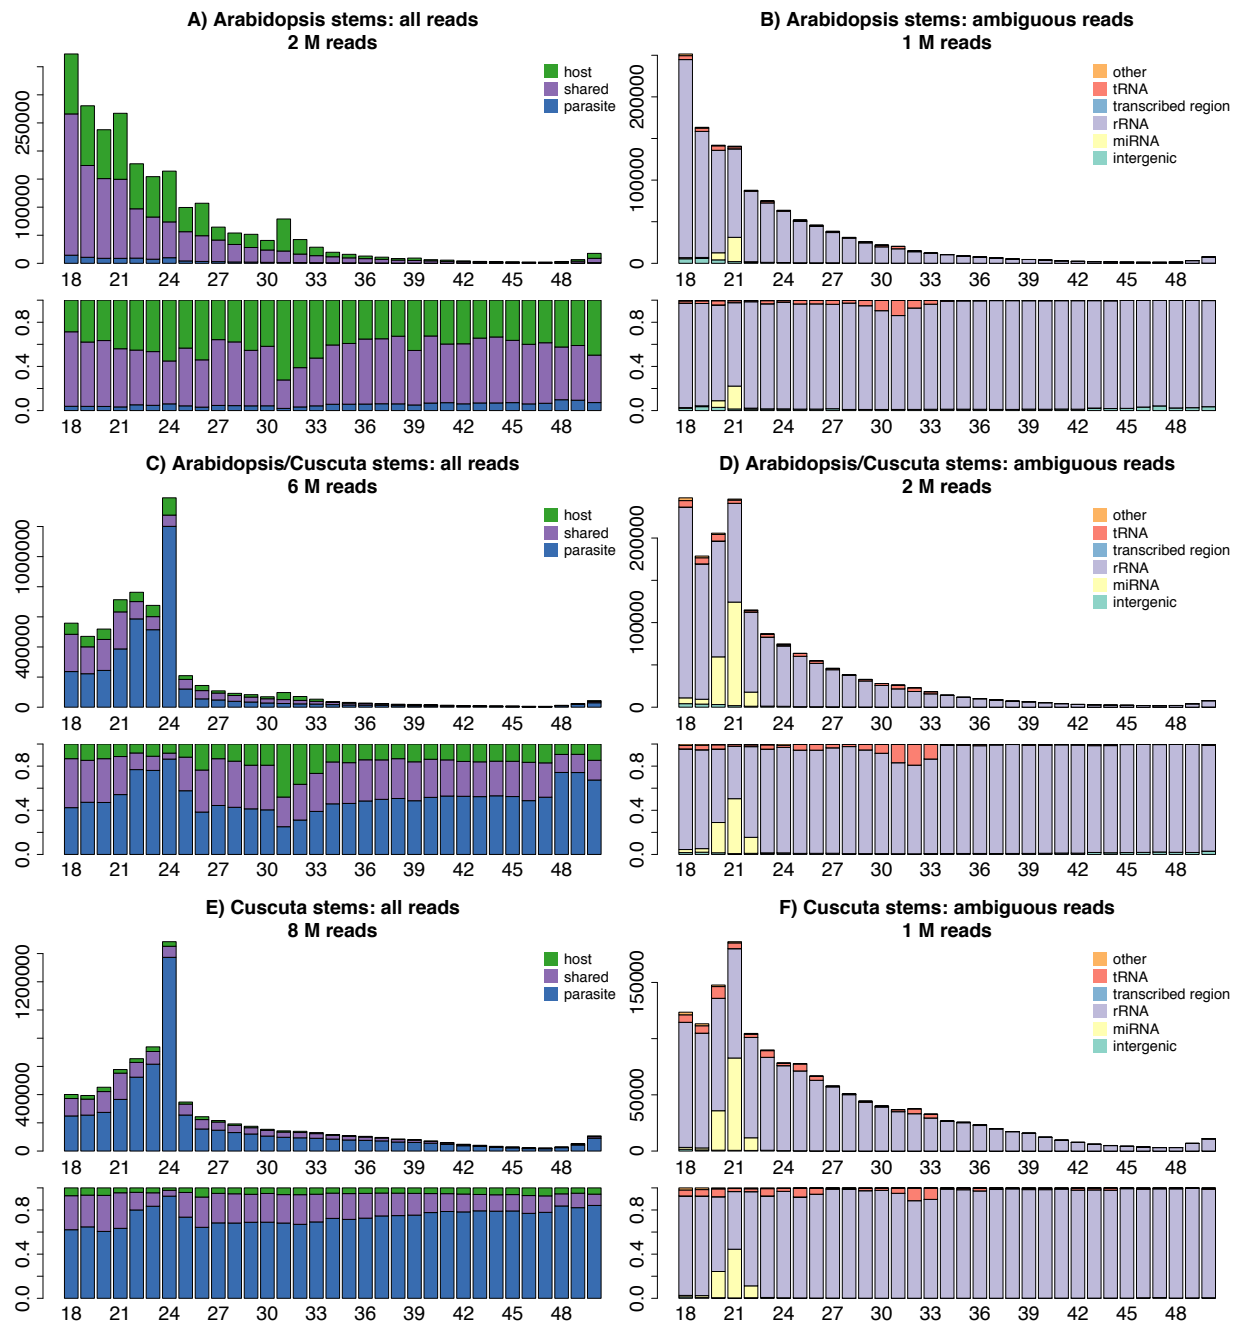 A) Arabidopsis stems: all reads
2 M reads
host
shared
parasite
0
100000
250000
18 21 24 27 30 33 36 39 42 45 48
0.0
0.4
0.8
18 21 24 27 30 33 36 39 42 45 48
B) Arabidopsis stems: ambiguous reads
1 M reads
other
tRNA
transcribed region
rRNA
miRNA
intergenic
0
100000
200000
18 21 24 27 30 33 36 39 42 45 48
0.0
0.4
0.8
18 21 24 27 30 33 36 39 42 45 48
C) Arabidopsis/Cuscuta stems: all reads
6 M reads
host
shared
parasite
0
400000
1000000
18 21 24 27 30 33 36 39 42 45 48
0.0
0.4
0.8
18 21 24 27 30 33 36 39 42 45 48
D) Arabidopsis/Cuscuta stems: ambiguous reads
2 M reads
other
tRNA
transcribed region
rRNA
miRNA
intergenic
0
100000
200000
18 21 24 27 30 33 36 39 42 45 48
0.0
0.4
0.8
18 21 24 27 30 33 36 39 42 45 48
E) Cuscuta stems: all reads
8 M reads
host
shared
parasite
0
400000
1200000
18 21 24 27 30 33 36 39 42 45 48
0.0
0.4
0.8
18 21 24 27 30 33 36 39 42 45 48
F) Cuscuta stems: ambiguous reads
1 M reads
other
tRNA
transcribed region
rRNA
miRNA
intergenic
0
50000
150000
18 21 24 27 30 33 36 39 42 45 48
0.0
0.4
0.8
18 21 24 27 30 33 36 39 42 45 48